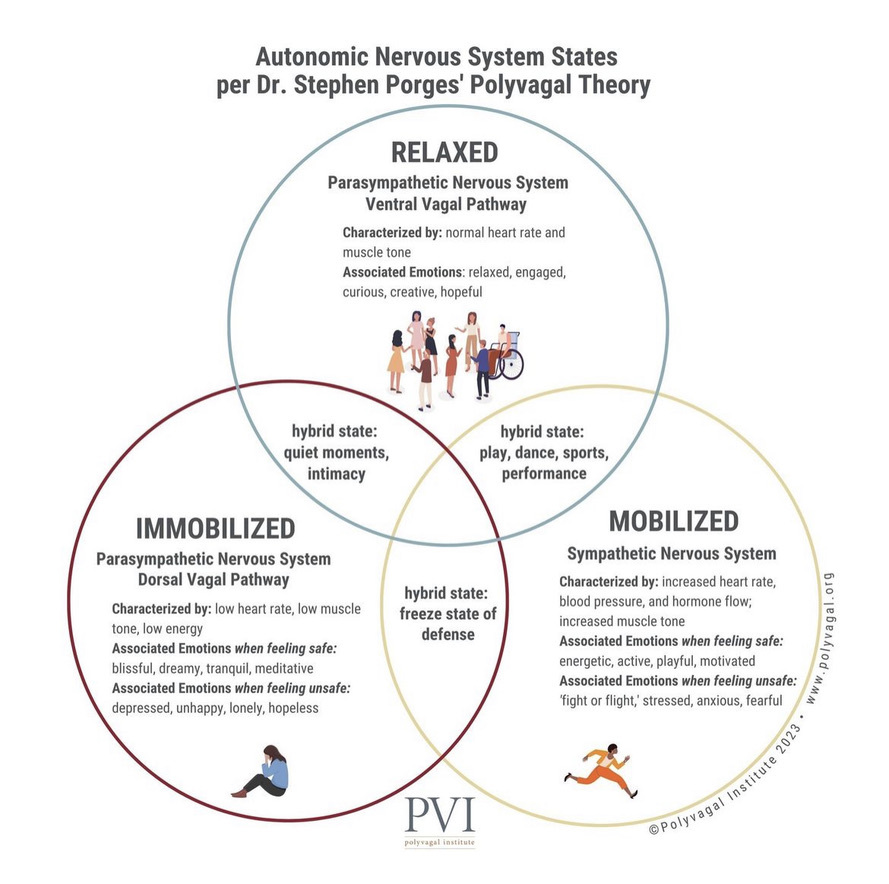 Autonomic Nervous System States
per Dr. Stephen Porges' Polyvagal Theory
RELAXED
Parasympathetic Nervous System
Ventral Vagal Pathway
Characterized by: normal heart rate and
muscle tone
Associated Emotions: relaxed, engaged,
curious, creative, hopeful
hybrid state:
quiet moments,
intimacy
hybrid state:
play, dance, sports,
performance
IMMOBILIZED
Parasympathetic Nervous System
Dorsal Vagal Pathway
Characterized by: low heart rate, low muscle
tone, low energy
Associated Emotions when feeling safe:
blissful, dreamy, tranquil, meditative
Associated Emotions when feeling unsafe:
depressed, unhappy, lonely, hopeless
hybrid state:
freeze state of
defense
MOBILIZED
Sympathetic Nervous System
Characterized by: increased heart rate,
blood pressure, and hormone flow;
increased muscle tone
Associated Emotions when feeling safe:
energetic, active, playful, motivated
Associated Emotions when feeling unsafe:
'fight or flight,' stressed, anxious, fearful
©Polyvagal Institute 2023 • www.polyvagal.org
PVI
polyvagal institute